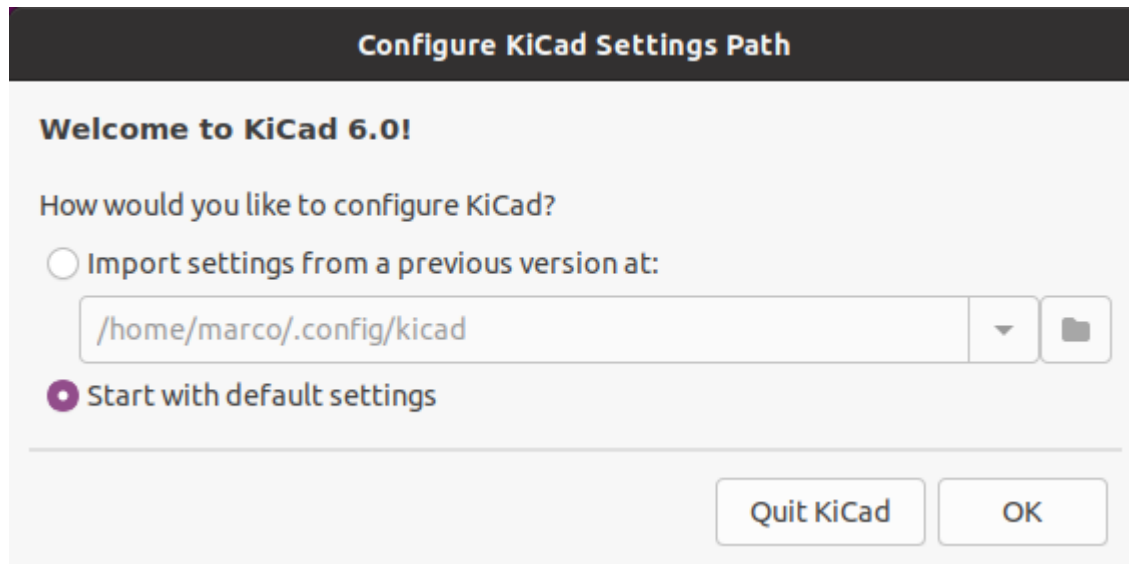 Configure KiCad Settings Path
Welcome to KiCad 6.0!
How would you like to configure KiCad?
Import settings from a previous version at:
/home/marco/.config/kicad
Start with default settings
Quit KiCad OK